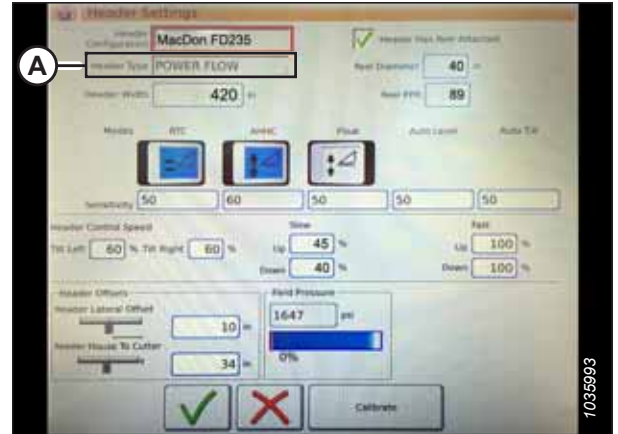 Header Settings
Header Configuration MacDon FD235
Header Has Reel Attached
A
Header Type POWER FLOW
Reel Diameter 40 in
Header Width 420 in
Reel PPR 89
Modes RTC AHHC Float Auto Level Auto Tilt
Sensitivity 50 60 50 50 50
Header Control Speed
Slow Fast
Tilt Left 60 % Tilt Right 60 % Up 45 % Up 100 %
Down 40 % Down 100 %
Header Offsets
Field Pressure
Header Lateral Offset
1647 psi
10 in
Feeder House To Cutter
0%
34 in
Calibrate
1035993